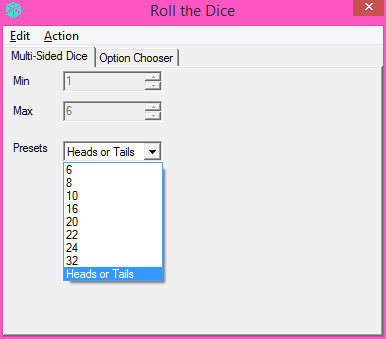 Roll the Dice
Edit Action
Multi-Sided Dice Option Chooser
Min 1
Max 6
Presets Heads or Tails
6
8
10
16
20
22
24
32
Heads or Tails